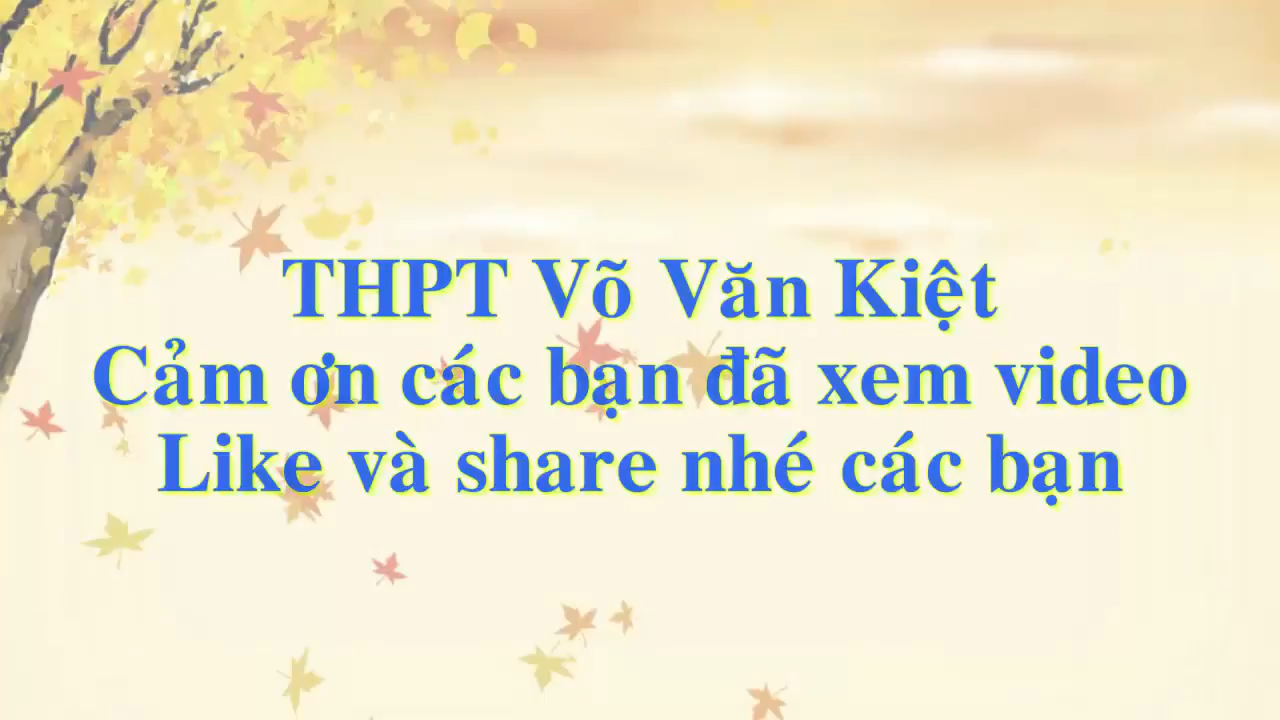 THPT Võ Văn Kiệt
Cảm ơn các bạn đã xem video
Like và share nhé các bạn